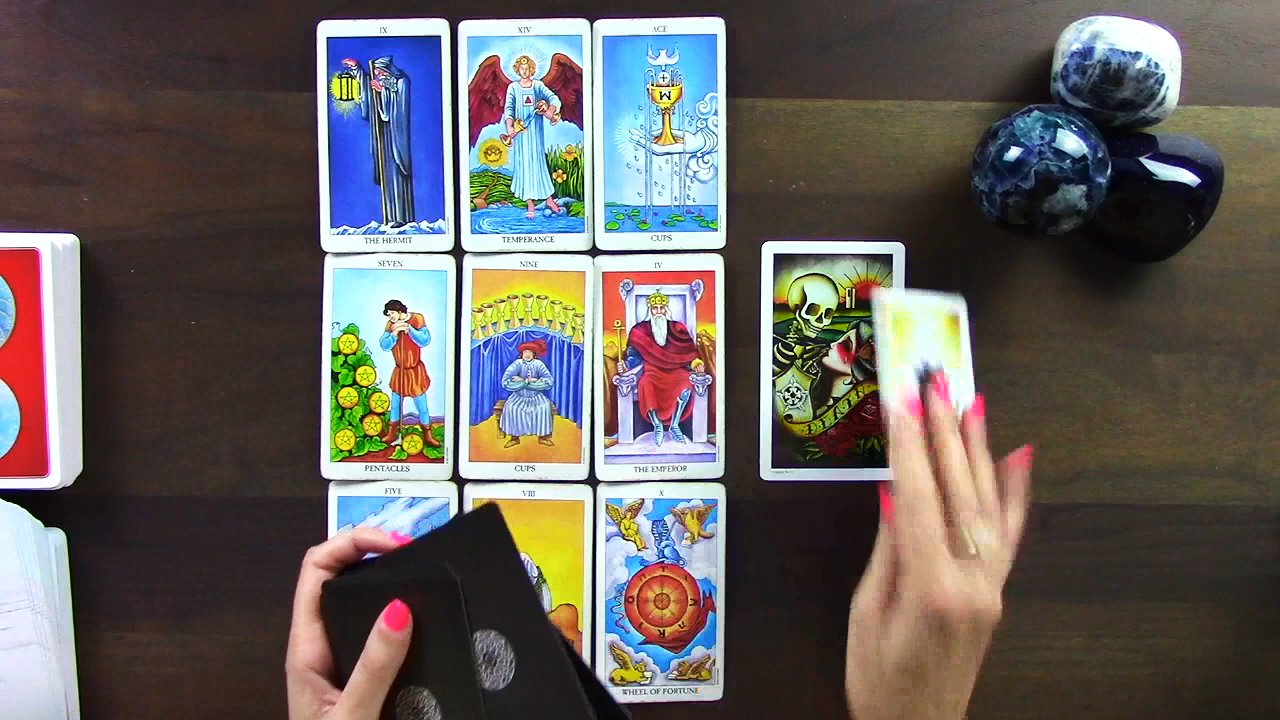 IX
THE HERMIT
XIV
TEMPERANCE
ACE
CUPS
SEVEN
PENTACLES
NINE
CUPS
IV
THE EMPEROR
DEATH
FIVE
VIII
X
WHEEL OF FORTUNE